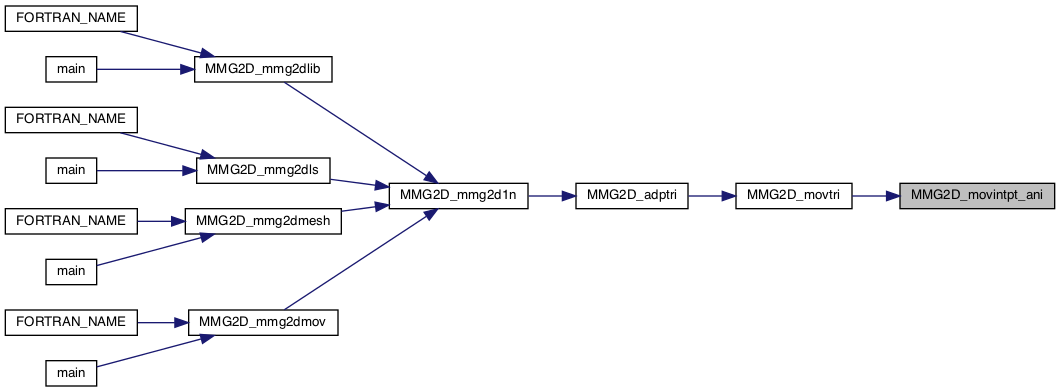 FORTRAN_NAME
main
MMG2D_mmg2dlib
FORTRAN_NAME
main
MMG2D_mmg2dls
MMG2D_mmg2d1n
MMG2D_adptri
MMG2D_movtri
MMG2D_movintpt_ani
FORTRAN_NAME
MMG2D_mmg2dmesh
main
FORTRAN_NAME
MMG2D_mmg2dmov
main